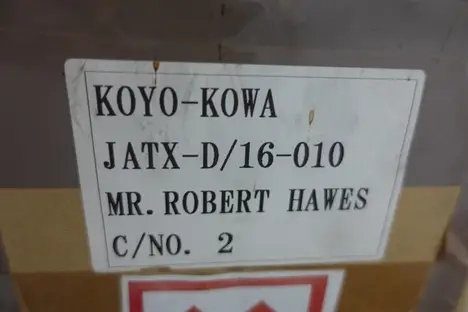 KOYO-KOWA
JATX-D/16-010
MR. ROBERT HAWES
C/NO. 2